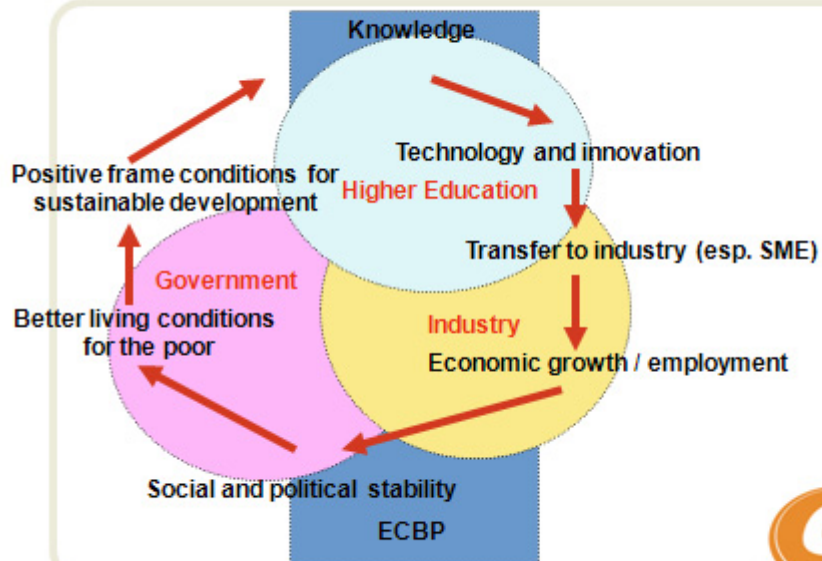 Knowledge
Technology and innovation
Positive frame conditions for
sustainable development
Higher Education
Transfer to industry (esp. SME)
Government
Better living conditions
for the poor
Industry
Economic growth / employment
Social and political stability
ECBP